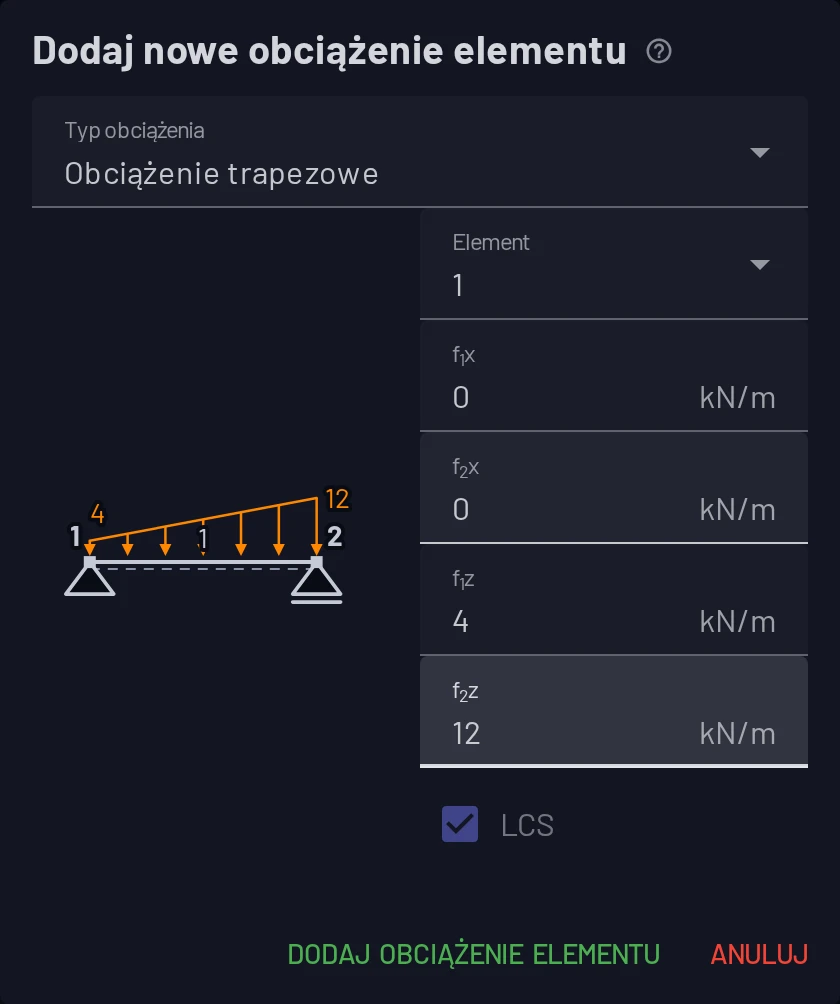 Dodaj nowe obciążenie elementu ?
Typ obciążenia
Obciążenie trapezowe
Element
1
f₁x
0 kN/m
f₂x
0 kN/m
f₁z
4 kN/m
f₂z
12 kN/m
LCS
4
12
1
1
2
DODAJ OBCIĄŻENIE ELEMENTU
ANULUJ